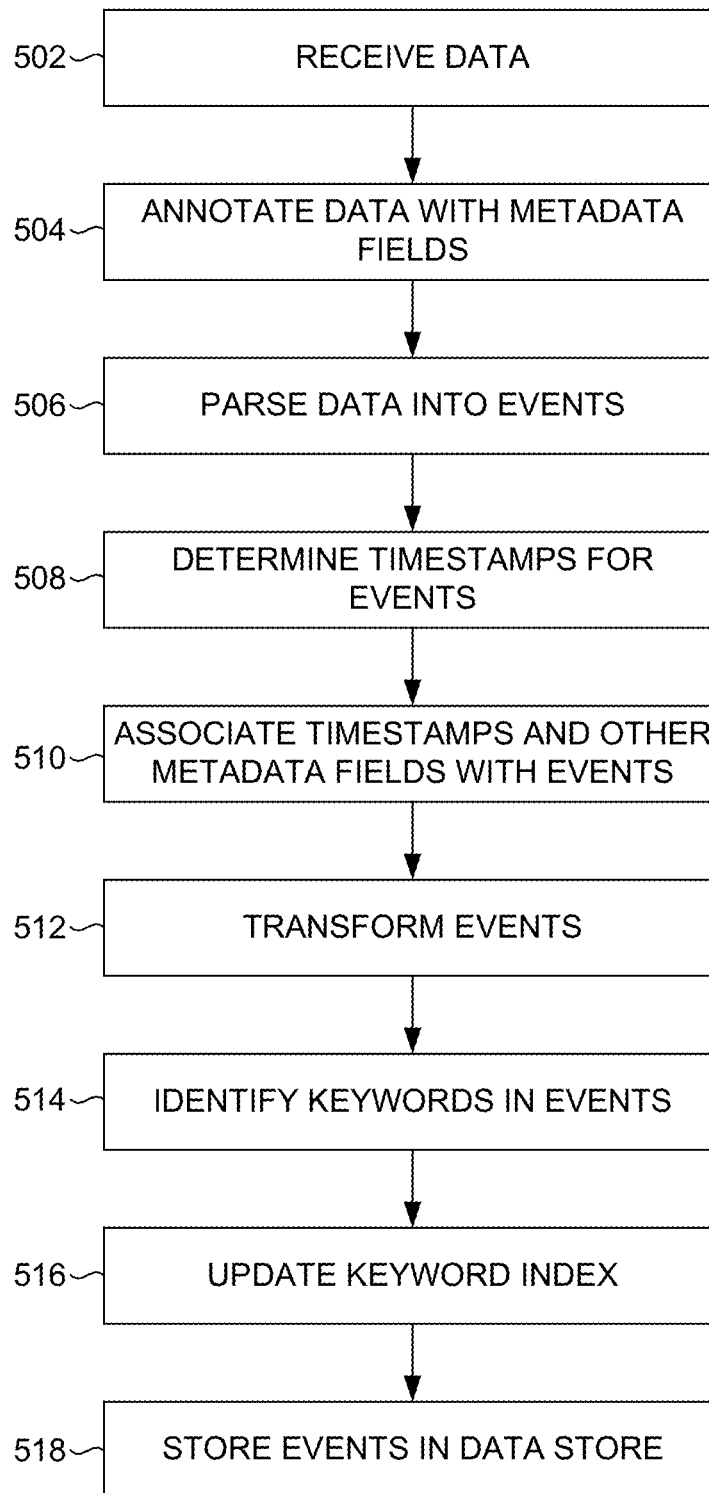 502
RECEIVE DATA
504
ANNOTATE DATA WITH METADATA
FIELDS
506
PARSE DATA INTO EVENTS
508
DETERMINE TIMESTAMPS FOR
EVENTS
510
ASSOCIATE TIMESTAMPS AND OTHER
METADATA FIELDS WITH EVENTS
512
TRANSFORM EVENTS
514
IDENTIFY KEYWORDS IN EVENTS
516
UPDATE KEYWORD INDEX
518
STORE EVENTS IN DATA STORE